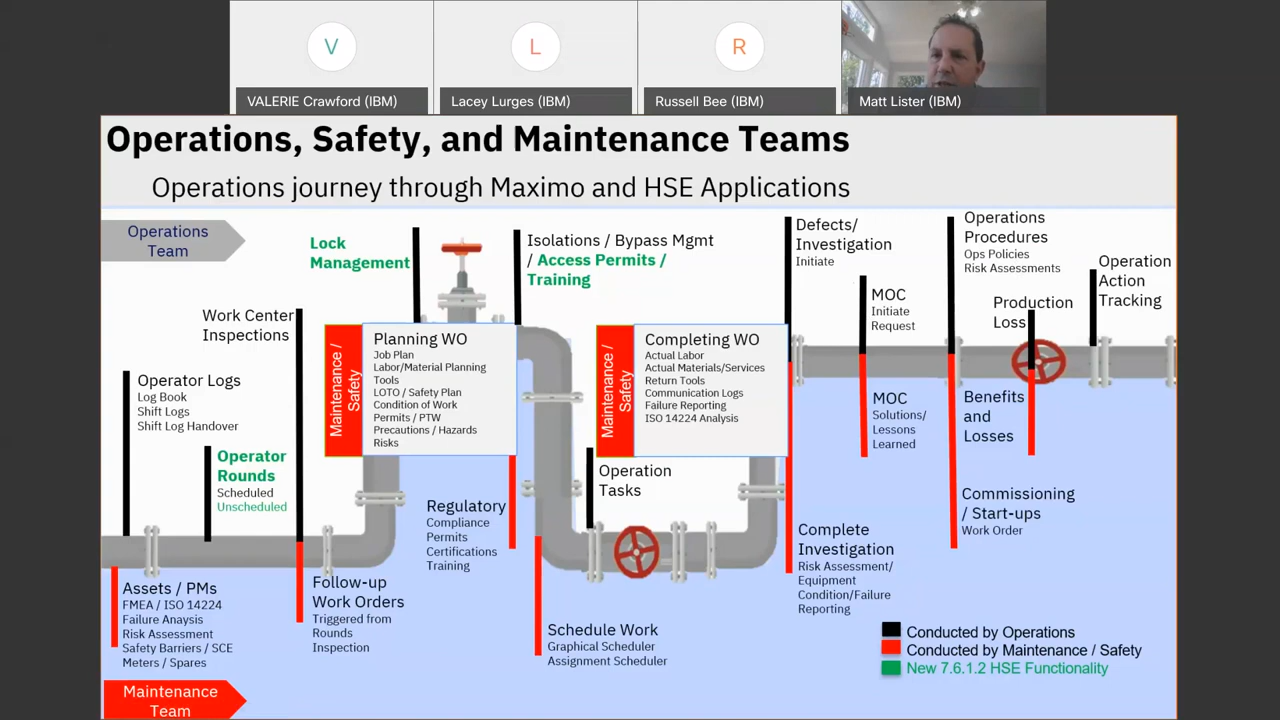 V
L
R
VALERIE Crawford (IBM)
Lacey Lurges (IBM)
Russell Bee (IBM)
Matt Lister (IBM)
Operations, Safety, and Maintenance Teams
Operations journey through Maximo and HSE Applications
Operations
Team
Operator Logs
Log Book
Shift Logs
Shift Log Handover
Operator
Rounds
Scheduled
Unscheduled
Work Center
Inspections
Lock
Management
Maintenance /
Safety
Planning WO
Job Plan
Labor/Material Planning
Tools
LOTO / Safety Plan
Condition of Work
Permits / PTW
Precautions / Hazards
Risks
Isolations / Bypass Mgmt
/ Access Permits /
Training
Maintenance /
Safety
Completing WO
Actual Labor
Actual Materials/Services
Return Tools
Communication Logs
Failure Reporting
ISO 14224 Analysis
Operation
Tasks
Defects/
Investigation
Initiate
MOC
Initiate
Request
Operations
Procedures
Ops Policies
Risk Assessments
Production
Loss
Operation
Action
Tracking
Assets / PMs
FMEA / ISO 14224
Failure Anaysis
Risk Assessment
Safety Barriers / SCE
Meters / Spares
Follow-up
Work Orders
Triggered from
Rounds
Inspection
Regulatory
Compliance
Permits
Certifications
Training
Schedule Work
Graphical Scheduler
Assignment Scheduler
Complete
Investigation
Risk Assessment/
Equipment
Condition/Failure
Reporting
MOC
Solutions/
Lessons
Learned
Benefits
and
Losses
Commissioning
/ Start-ups
Work Order
Conducted by Operations
Conducted by Maintenance / Safety
New 7.6.1.2 HSE Functionality
Maintenance
Team